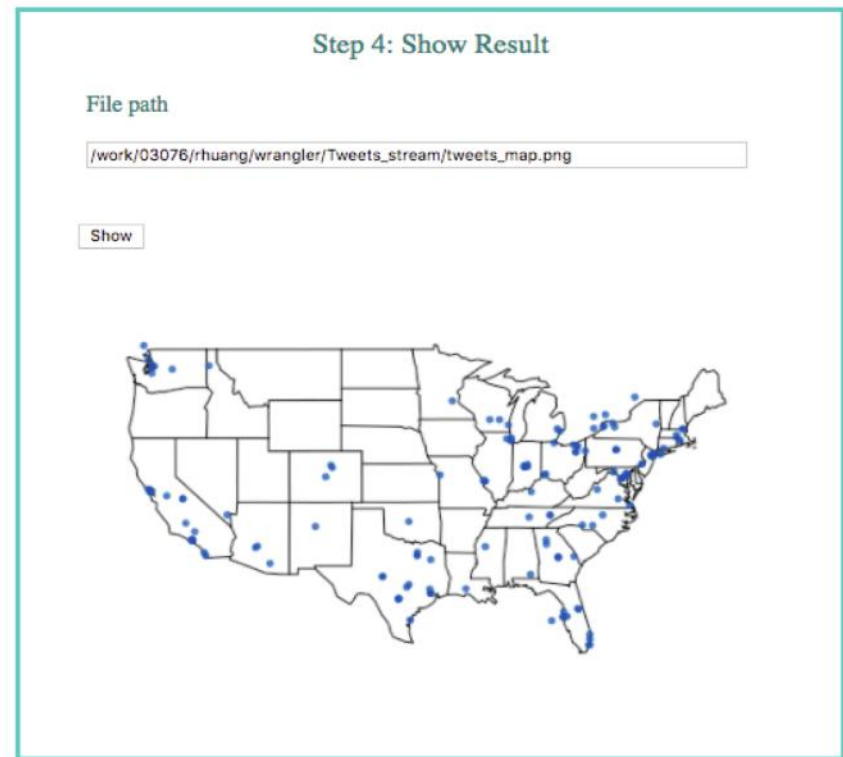 Step 4: Show Result
File path
/work/03076/rhuang/wrangler/Tweets_stream/tweets_map.png
Show